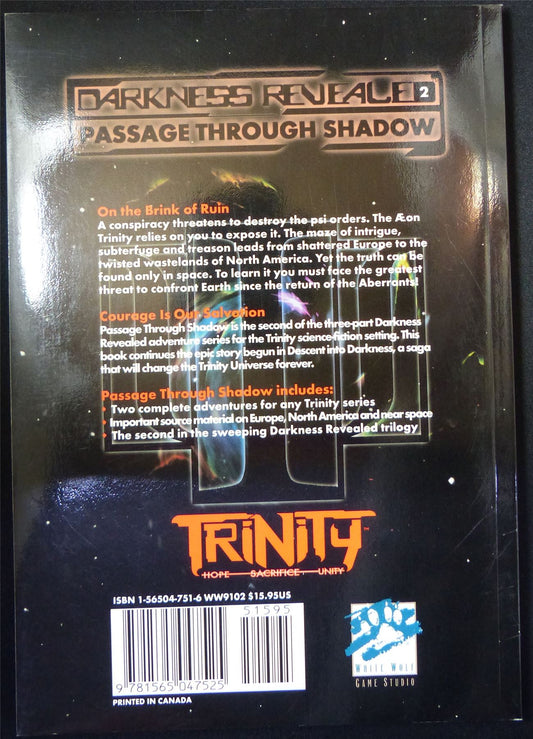 DARKNESS REVEALED 2
PASSAGE THROUGH SHADOW
On the Brink of Ruin
A conspiracy threatens to destroy the psi orders. The Æon
Trinity relies on you to expose it. The maze of intrigue,
subterfuge and treason leads from shattered Europe to the
twisted wastelands of North America. Yet the truth can be
found only in space. To learn it you must face the greatest
threat to confront Earth since the return of the Aberrants!
Courage Is Our Salvation
Passage Through Shadow is the second of the three-part Darkness
Revealed adventure series for the Trinity science-fiction setting. This
book continues the epic story begun in Descent into Darkness, a saga
that will change the Trinity Universe forever.
Passage Through Shadow includes:
• Two complete adventures for any Trinity series
• Important source material on Europe, North America and near space
• The second in the sweeping Darkness Revealed trilogy
TRINITY™
HOPE SACRIFICE UNITY
ISBN 1-56504-751-6 WW9102 $15.95US
51595
9 781565 047525
PRINTED IN CANADA
WHITE WOLF
GAME STUDIO